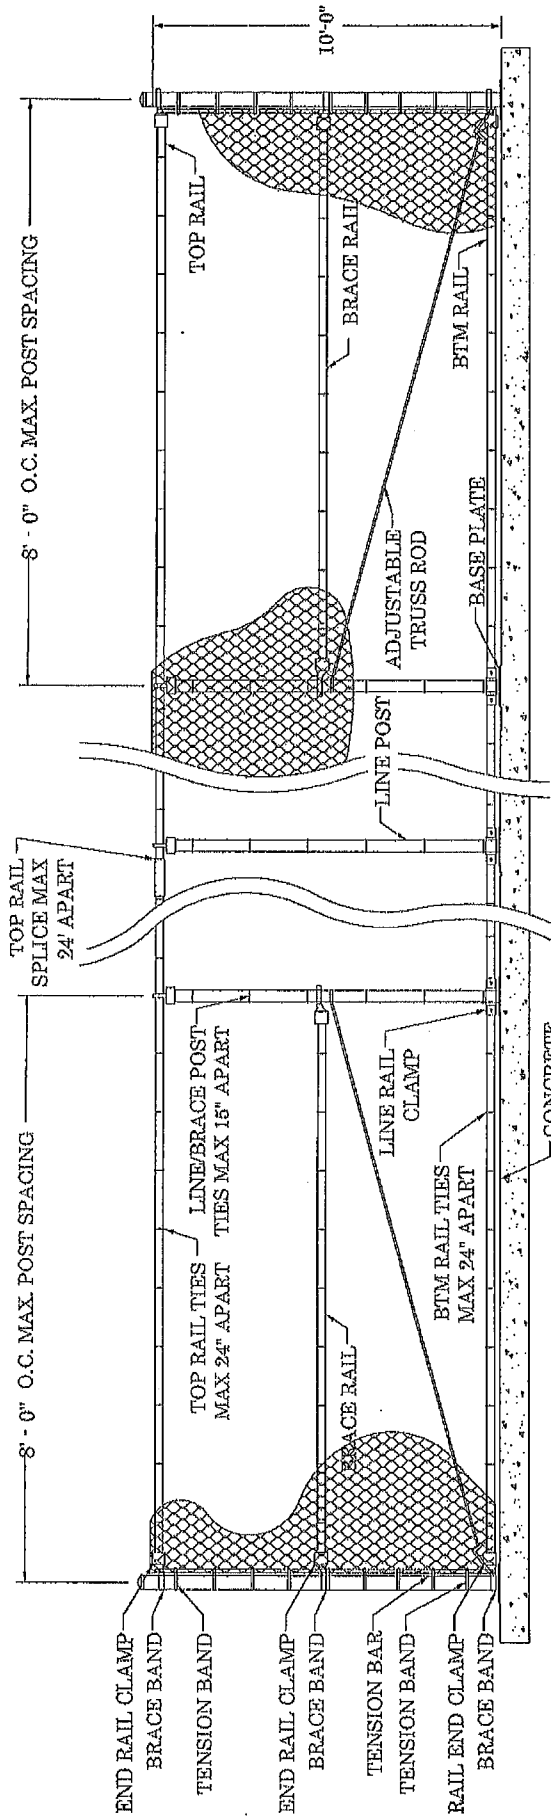 8' - 0" O.C. MAX. POST SPACING
8' - 0" O.C. MAX. POST SPACING
TOP RAIL
SPLICE MAX
24' APART
10'-0"
END RAIL CLAMP
BRACE BAND
TENSION BAND
END RAIL CLAMP
BRACE BAND
TENSION BAR
TENSION BAND
RAIL END CLAMP
BRACE BAND
TOP RAIL TIES
MAX 24" APART
LINE/BRACE POST
TIES MAX 15" APART
BRACE RAIL
LINE RAIL
CLAMP
BTM RAIL TIES
MAX 24" APART
CONCRETE
LINE POST
TOP RAIL
BRACE RAIL
ADJUSTABLE
TRUSS ROD
BASE PLATE
BTM RAIL